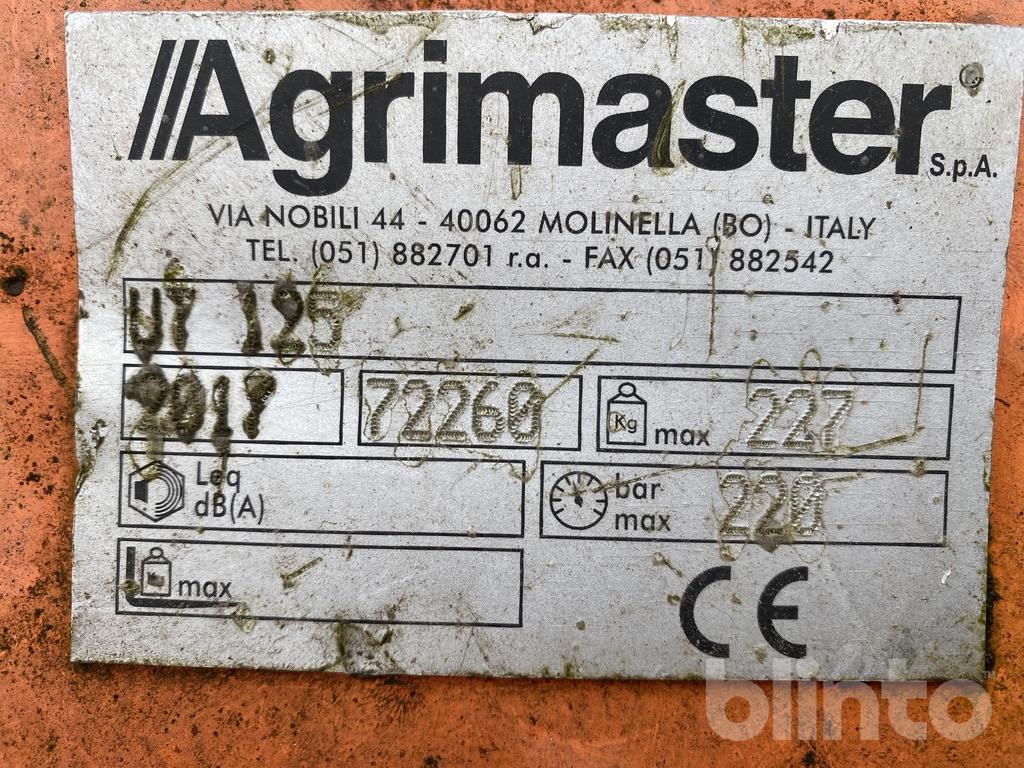 Agrimaster S.p.A.
VIA NOBILI 44 - 40062 MOLINELLA (BO) - ITALY
TEL. (051) 882701 r.a. - FAX (051) 882542
UY 125
72260 Kg max 227
Leq dB(A) bar max 220
Kg max
CE
blinto